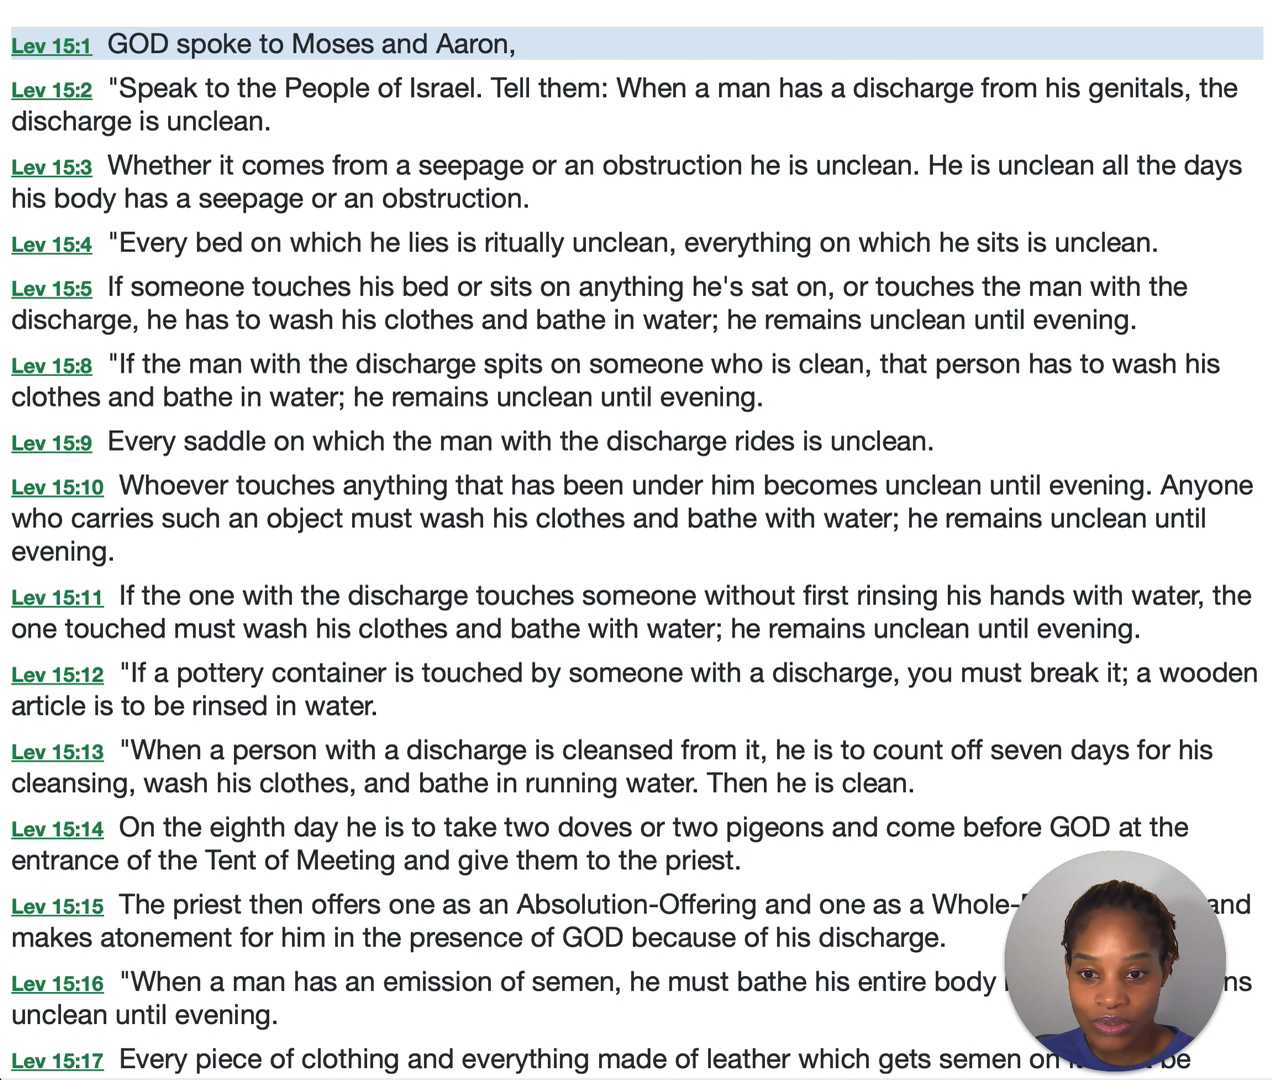 Lev 15:1 GOD spoke to Moses and Aaron,
Lev 15:2 "Speak to the People of Israel. Tell them: When a man has a discharge from his genitals, the
discharge is unclean.
Lev 15:3 Whether it comes from a seepage or an obstruction he is unclean. He is unclean all the days
his body has a seepage or an obstruction.
Lev 15:4 "Every bed on which he lies is ritually unclean, everything on which he sits is unclean.
Lev 15:5 If someone touches his bed or sits on anything he's sat on, or touches the man with the
discharge, he has to wash his clothes and bathe in water; he remains unclean until evening.
Lev 15:8 "If the man with the discharge spits on someone who is clean, that person has to wash his
clothes and bathe in water; he remains unclean until evening.
Lev 15:9 Every saddle on which the man with the discharge rides is unclean.
Lev 15:10 Whoever touches anything that has been under him becomes unclean until evening. Anyone
who carries such an object must wash his clothes and bathe with water; he remains unclean until
evening.
Lev 15:11 If the one with the discharge touches someone without first rinsing his hands with water, the
one touched must wash his clothes and bathe with water; he remains unclean until evening.
Lev 15:12 "If a pottery container is touched by someone with a discharge, you must break it; a wooden
article is to be rinsed in water.
Lev 15:13 "When a person with a discharge is cleansed from it, he is to count off seven days for his
cleansing, wash his clothes, and bathe in running water. Then he is clean.
Lev 15:14 On the eighth day he is to take two doves or two pigeons and come before GOD at the
entrance of the Tent of Meeting and give them to the priest.
Lev 15:15 The priest then offers one as an Absolution-Offering and one as a Whole- and
makes atonement for him in the presence of GOD because of his discharge.
Lev 15:16 "When a man has an emission of semen, he must bathe his entire body
unclean until evening.
Lev 15:17 Every piece of clothing and everything made of leather which gets semen on be